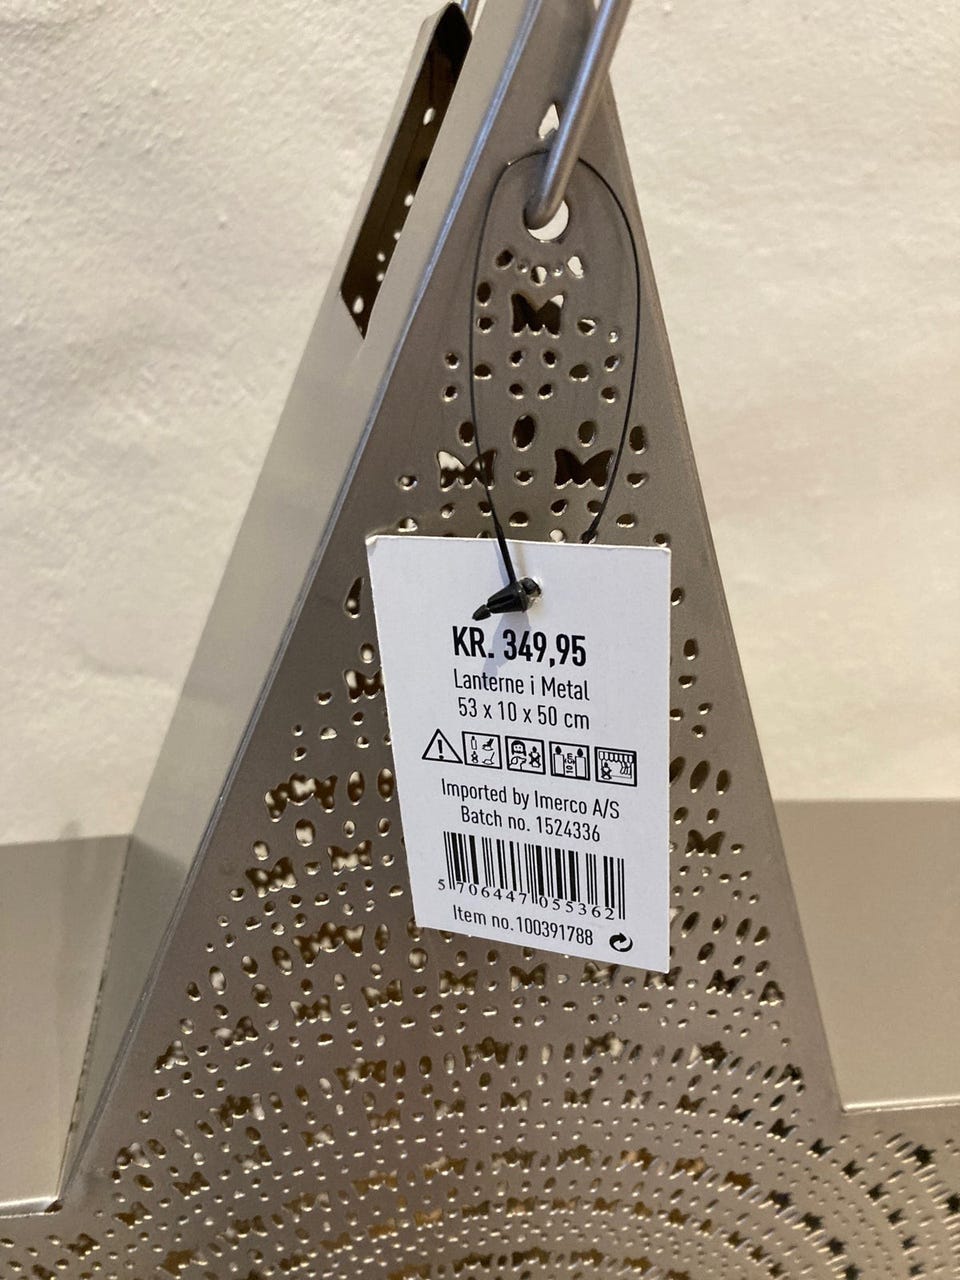 KR. 349,95
Lanterne i Metal
53 x 10 x 50 cm
Imported by Imerco A/S
Batch no. 1524336
5 706447 055362
Item no. 100391788